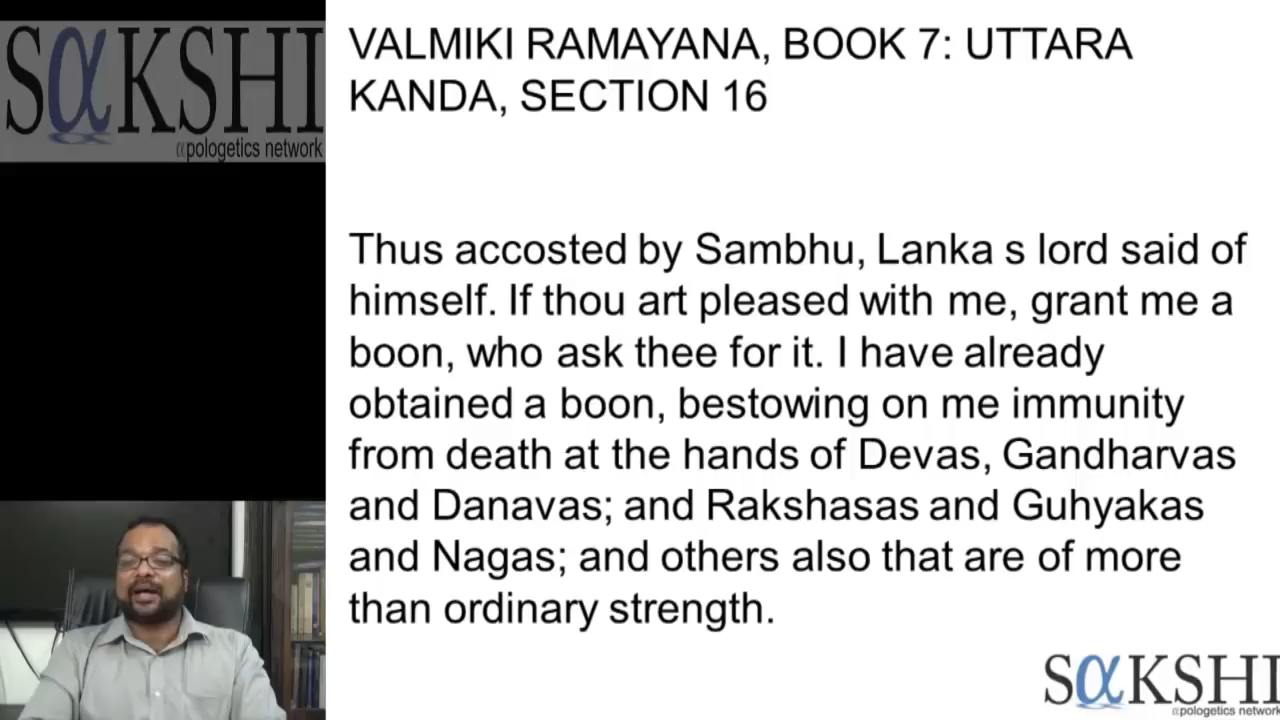 SαKSHI
αpologetics network
VALMIKI RAMAYANA, BOOK 7: UTTARA
KANDA, SECTION 16
Thus accosted by Sambhu, Lanka s lord said of
himself. If thou art pleased with me, grant me a
boon, who ask thee for it. I have already
obtained a boon, bestowing on me immunity
from death at the hands of Devas, Gandharvas
and Danavas; and Rakshasas and Guhyakas
and Nagas; and others also that are of more
than ordinary strength.
SαKSHI
αpologetics network